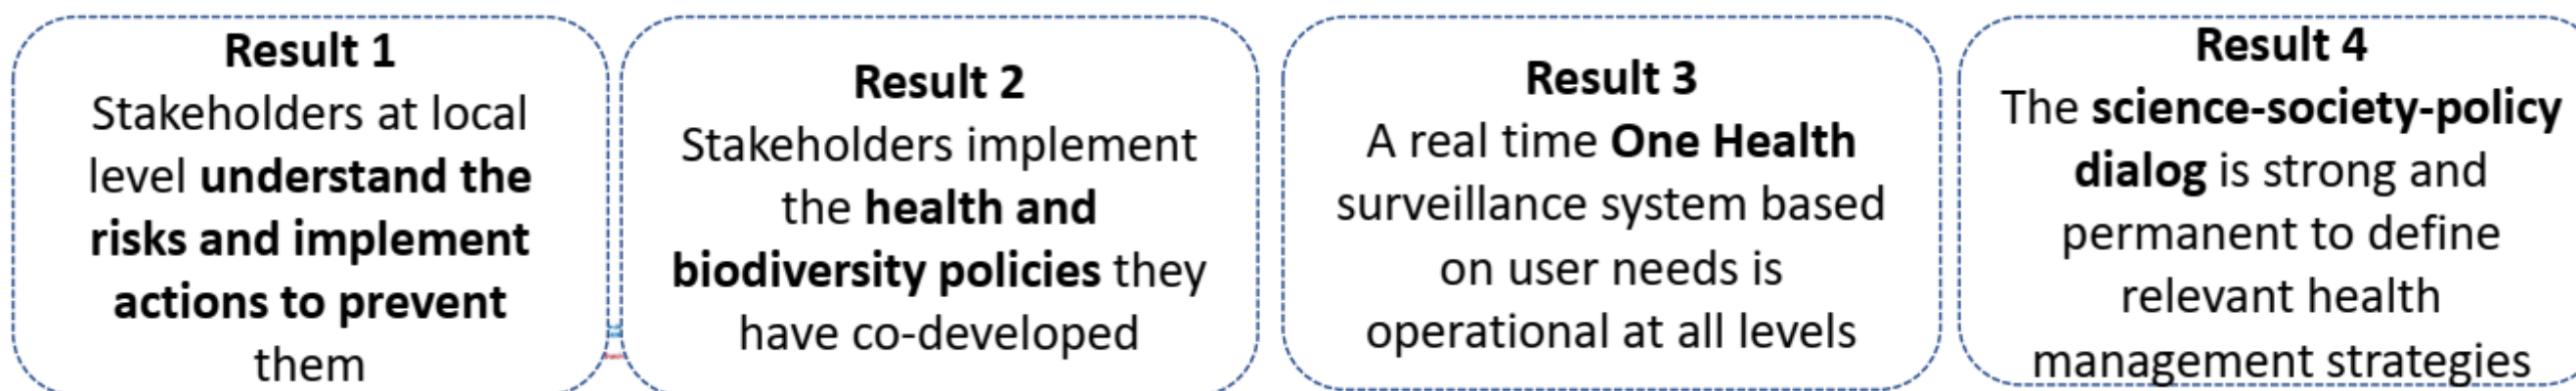 Result 1
Stakeholders at local
level understand the
risks and implement
actions to prevent
them
Result 2
Stakeholders implement
the health and
biodiversity policies they
have co-developed
Result 3
A real time One Health
surveillance system based
on user needs is
operational at all levels
Result 4
The science-society-policy
dialog is strong and
permanent to define
relevant health
management strategies